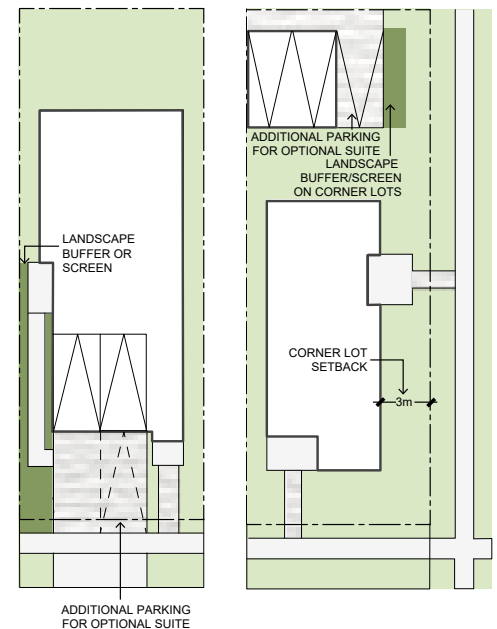 LANDSCAPE
BUFFER OR
SCREEN
ADDITIONAL PARKING
FOR OPTIONAL SUITE
ADDITIONAL PARKING
FOR OPTIONAL SUITE
LANDSCAPE
BUFFER/SCREEN
ON CORNER LOTS
CORNER LOT
SETBACK
3m